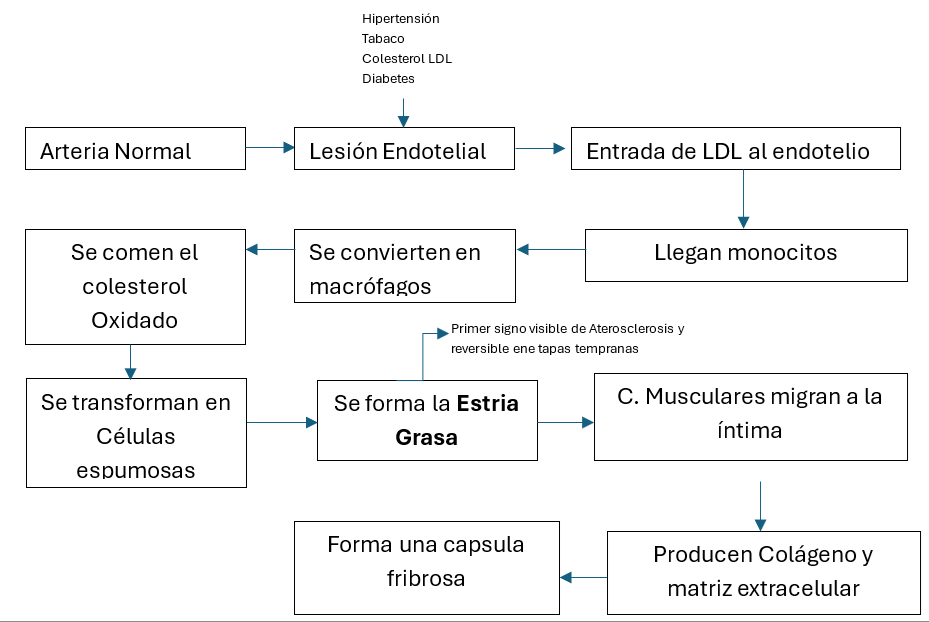 Hipertensión
Tabaco
Colesterol LDL
Diabetes
Arteria Normal
Lesión Endotelial
Entrada de LDL al endotelio
Llegan monocitos
Se convierten en
macrófagos
Se comen el
colesterol
Oxidado
Se transforman en
Células
espumosas
Primer signo visible de Aterosclerosis y
reversible ene tapas tempranas
Se forma la Estria
Grasa
C. Musculares migran a la
íntima
Producen Colágeno y
matriz extracelular
Forma una capsula
fribrosa